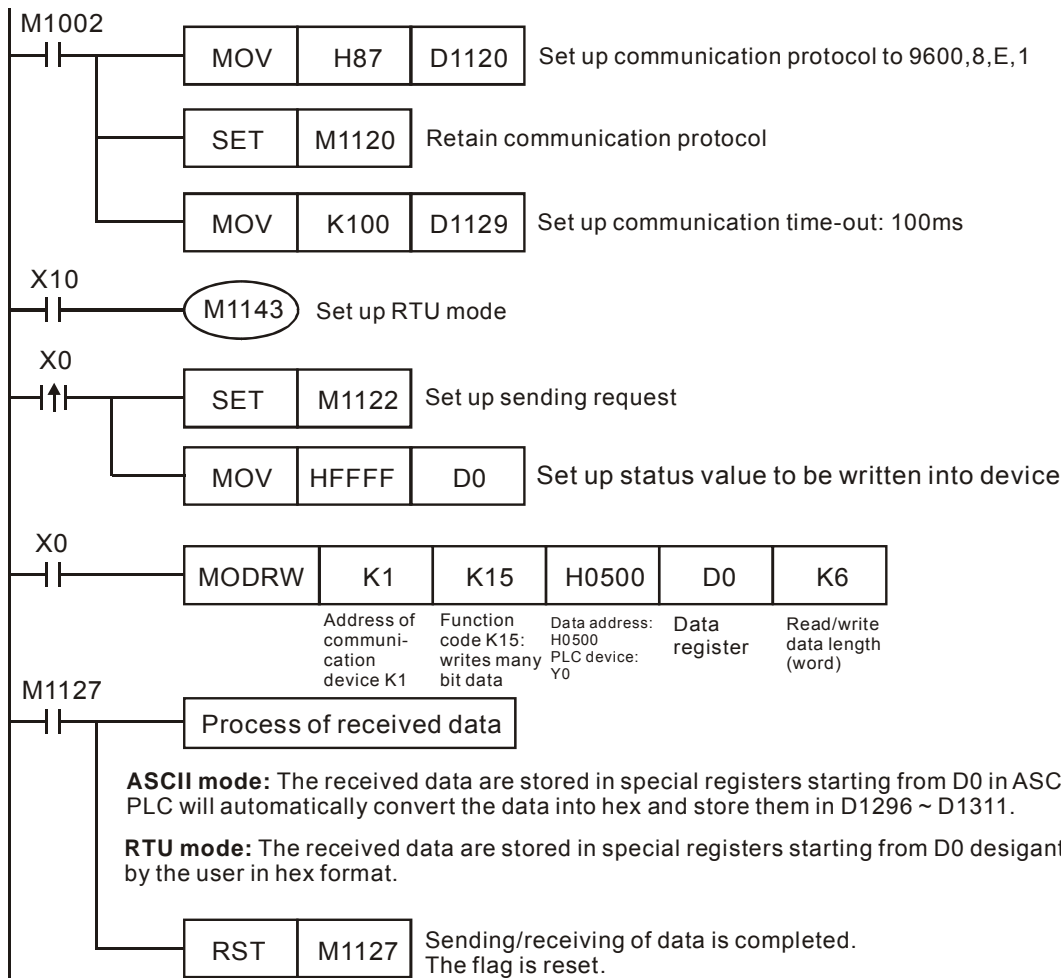 M1002
MOV H87 D1120 Set up communication protocol to 9600,8,E,1
SET M1120 Retain communication protocol
MOV K100 D1129 Set up communication time-out: 100ms
X10
M1143 Set up RTU mode
X0
SET M1122 Set up sending request
MOV HFFFF D0 Set up status value to be written into device
X0
MODRW K1 K15 H0500 D0 K6
Address of
communi-
cation
device K1
Function
code K15:
writes many
bit data
Data address:
H0500
PLC device:
Y0
Data
register
Read/write
data length
(word)
M1127
Process of received data
ASCII mode: The received data are stored in special registers starting from D0 in ASC
PLC will automatically convert the data into hex and store them in D1296 ~ D1311.
RTU mode: The received data are stored in special registers starting from D0 desigant
by the user in hex format.
RST M1127 Sending/receiving of data is completed.
The flag is reset.